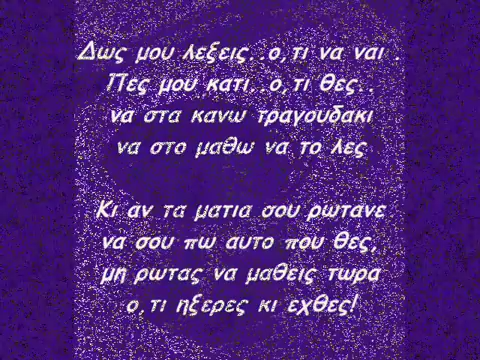 Δως μου λεξεις..ο,τι να ναι .
Πες μου κατι..ο,τι θες..
να στα κανω τραγουδακι
να στο μαθω να το λες
Κι αν τα ματια σου ρωτανε
να σου πω αυτο που θες,
μη ρωτας να μαθεις τωρα
ο,τι ηξερες κι εχθες!